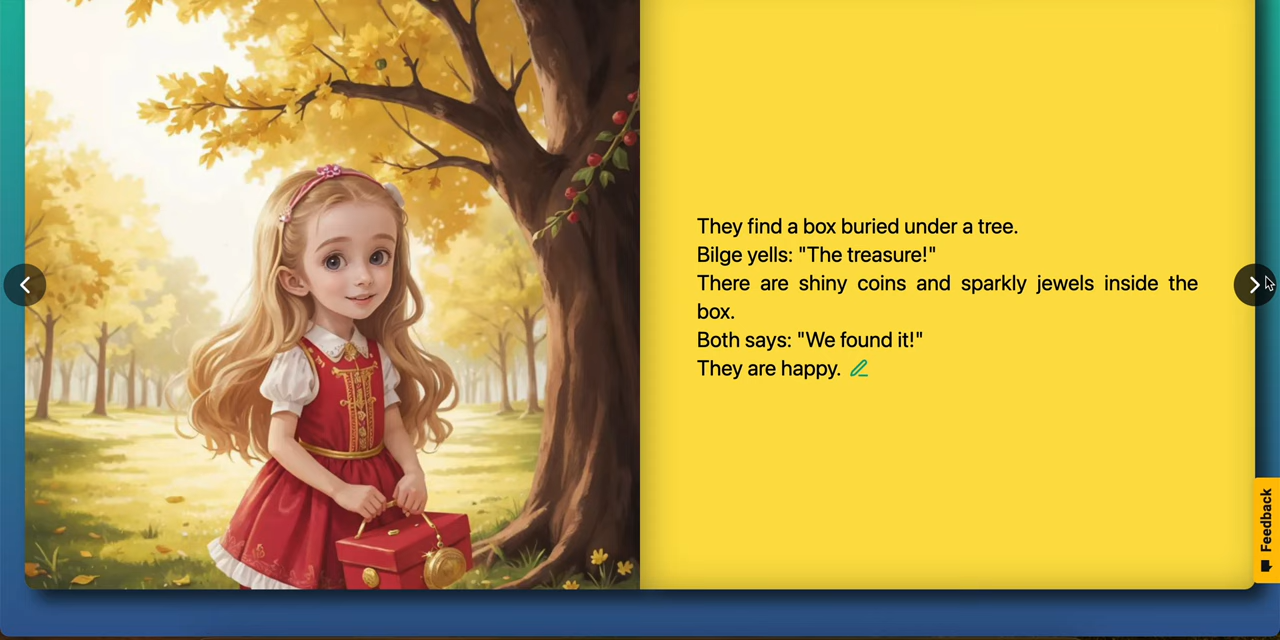 They find a box buried under a tree.
Bilge yells: "The treasure!"
There are shiny coins and sparkly jewels inside the
box.
Both says: "We found it!"
They are happy.
Feedback